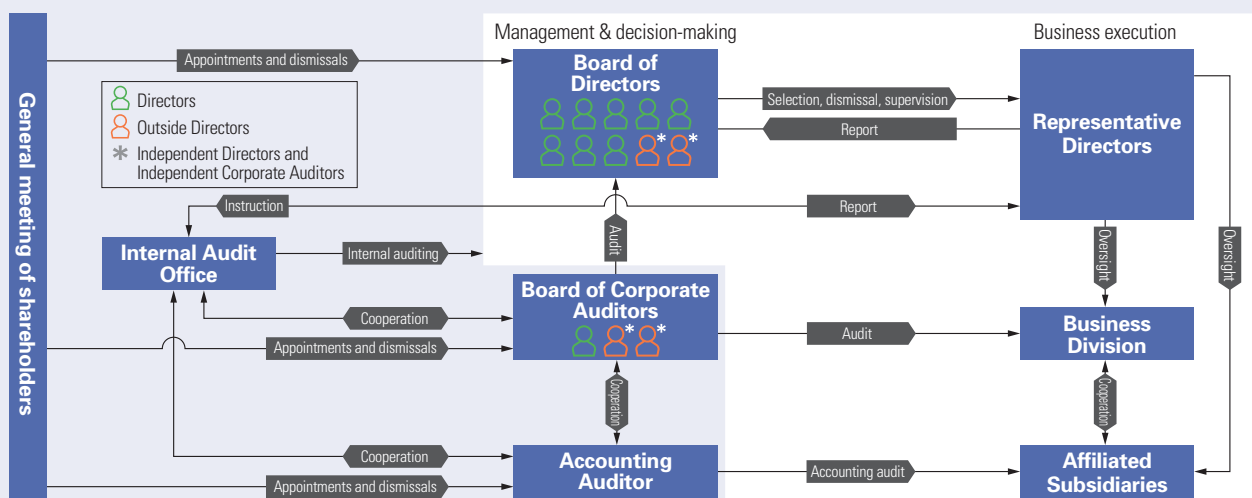 General meeting of shareholders
Management & decision-making
Business execution
Appointments and dismissals
Board of
Directors
Directors
Outside Directors
* Independent Directors and
Independent Corporate Auditors
* *
Selection, dismissal, supervision
Report
Representative
Directors
Instruction
Report
Internal Audit
Office
Internal auditing
Audit
Oversight
Oversight
Board of Corporate
Auditors
* *
Cooperation
Appointments and dismissals
Audit
Business
Division
Cooperation
Cooperation
Cooperation
Appointments and dismissals
Accounting
Auditor
Accounting audit
Affiliated
Subsidiaries